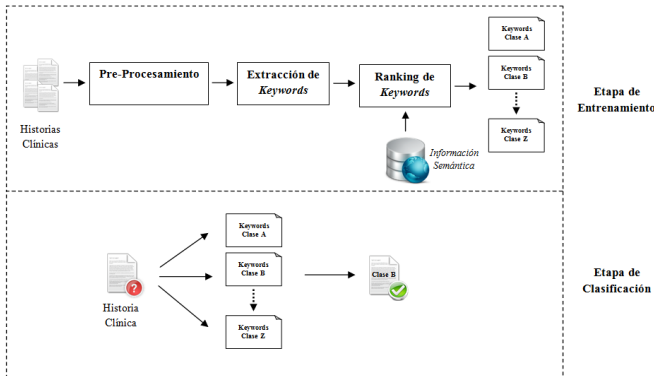 Historias
Clínicas
Pre-Procesamiento
Extracción de
Keywords
Ranking de
Keywords
Información
Semántica
Keywords
Clase A
Keywords
Clase B
Keywords
Clase Z
Etapa de
Entrenamiento
?
Historia
Clínica
Keywords
Clase A
Keywords
Clase B
Keywords
Clase Z
Clase B
Etapa de
Clasificación